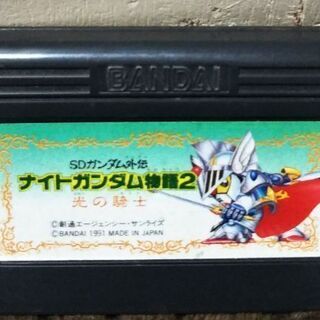 BANDAI
SDガンダム外伝
ナイトガンダム物語2
光の騎士
©創通エージェンシー・サンライズ
©BANDAI 1991 MADE IN JAPAN